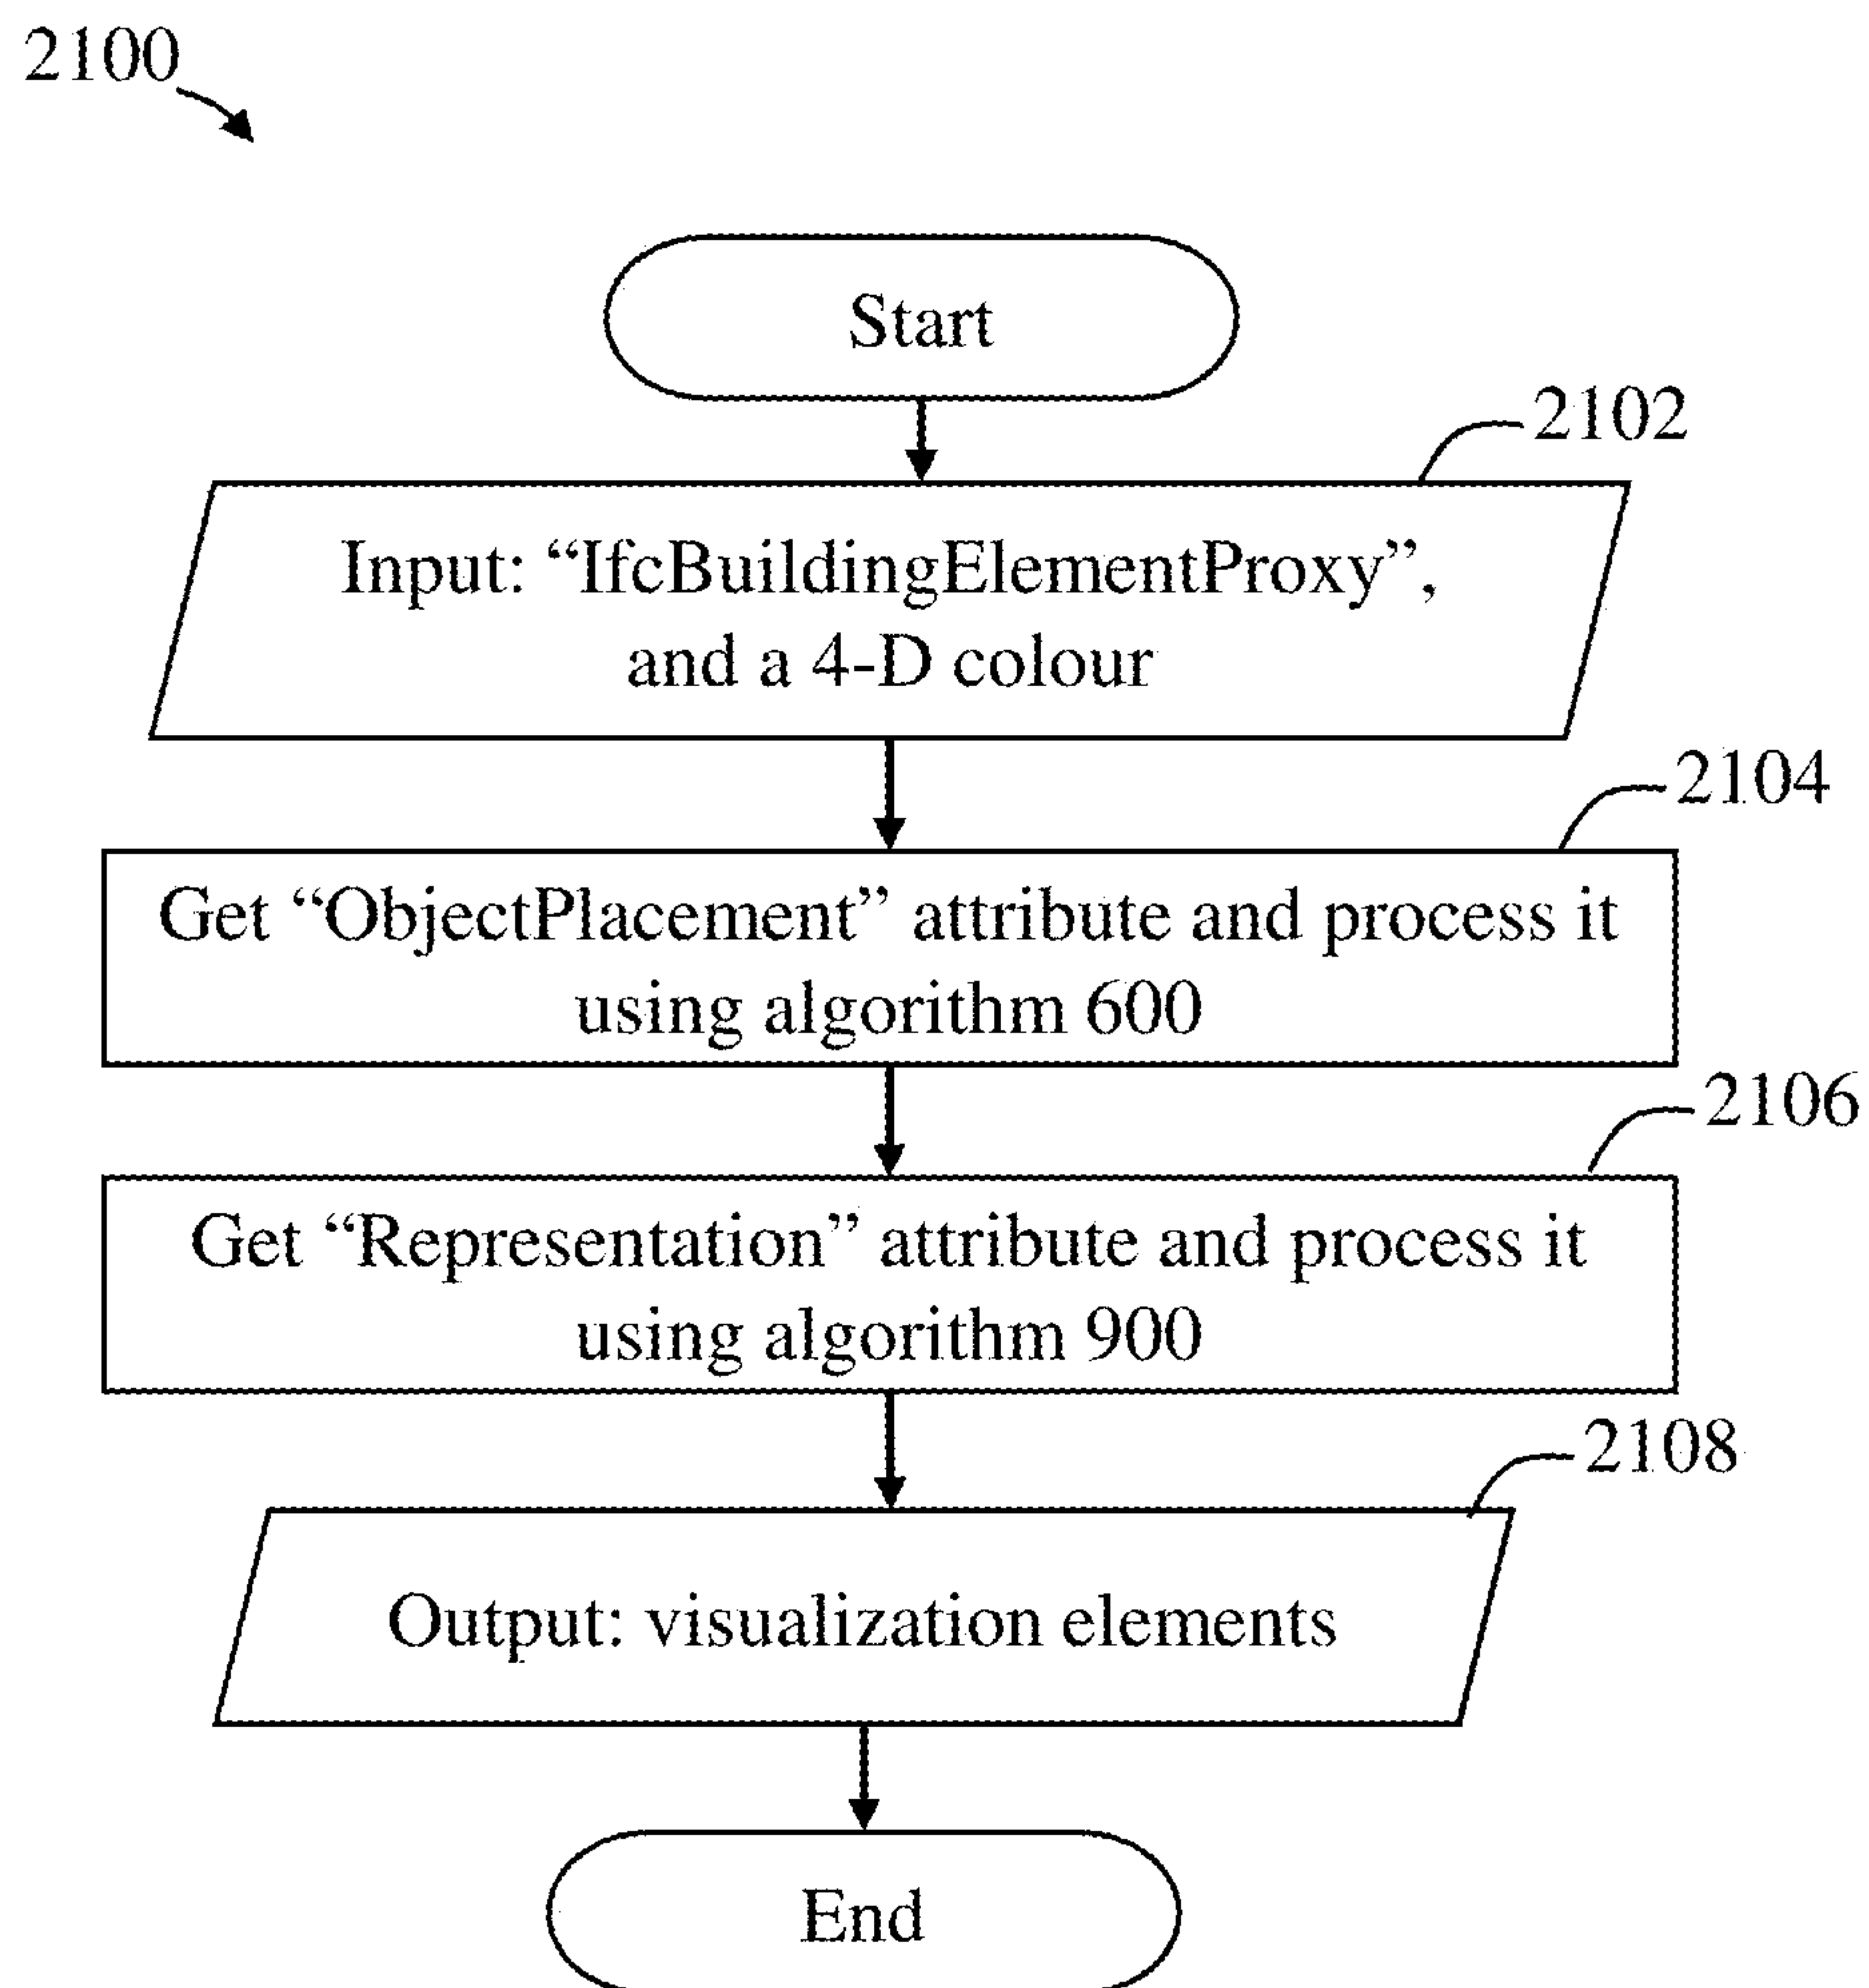 2100
Start
2102
Input: “IfcBuildingElementProxy”,
and a 4-D colour
2104
Get “ObjectPlacement” attribute and process it
using algorithm 600
2106
Get “Representation” attribute and process it
using algorithm 900
2108
Output: visualization elements
End